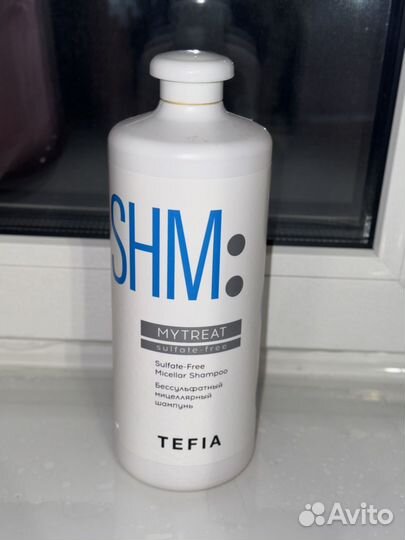 SHM:
MYTREAT
sulfate-free
Sulfate-Free
Micellar Shampoo
Бессульфатный
мицеллярный
шампунь
TEFIA
Avito